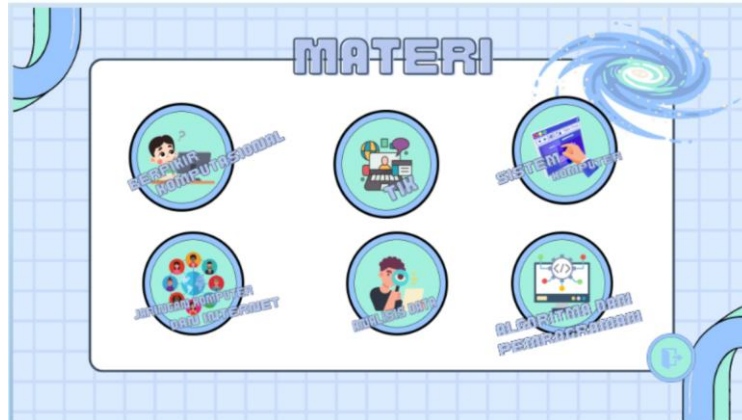 MATERI
BERPIKIR
KOMPUTASIONAL
TIK
SISTEM
KOMPUTER
JARINGAN KOMPUTER
DAN INTERNET
ANALISIS DATA
ALGORITMA DAN
PEMROGRAMAN